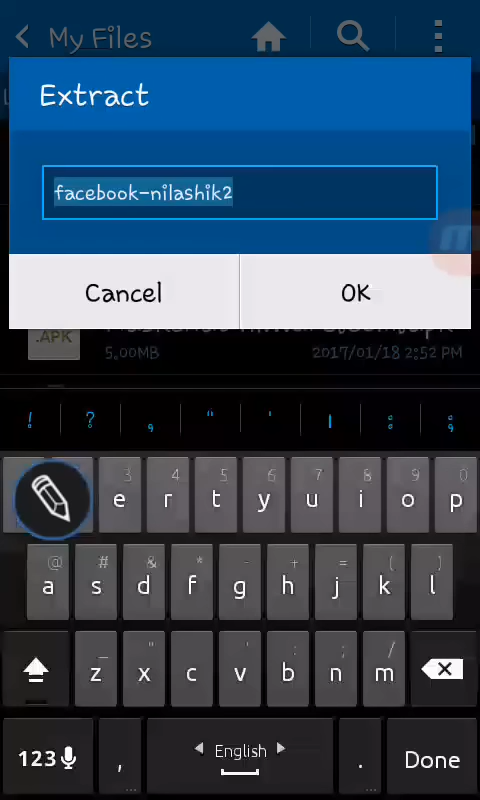 My Files
Extract
facebook-nilashik2
Cancel
OK
.APK
5.00MB
2017/01/18 2:52 PM
! ? , " ' । : ;
3 4 5 6 7 8 9 0
e r t y u i o p
@ # & * - + = ( )
a s d f g h j k l
_ " ' : ; /
z x c v b n m
123 , English . Done